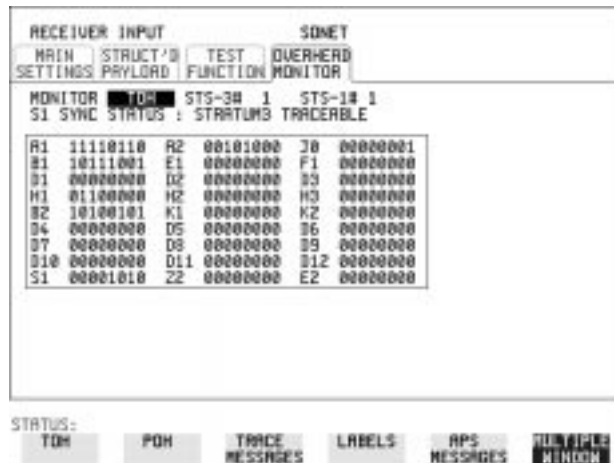 RECEIVER INPUT SONET
MAIN SETTINGS STRUCT'D PAYLOAD TEST FUNCTION OVERHEAD MONITOR
MONITOR TOH STS-3# 1 STS-1# 1
S1 SYNC STATUS : STRATUM3 TRACEABLE
A1 11110110 A2 00101000 J0 00000001
B1 10111001 E1 00000000 F1 00000000
D1 00000000 D2 00000000 D3 00000000
H1 01100000 H2 00000000 H3 00000000
B2 10100101 K1 00000000 K2 00000000
D4 00000000 D5 00000000 D6 00000000
D7 00000000 D8 00000000 D9 00000000
D10 00000000 D11 00000000 D12 00000000
S1 00001010 Z2 00000000 E2 00000000
STATUS:
TOH POH TRACE MESSAGES LABELS APS MESSAGES MULTIPLE WINDOW